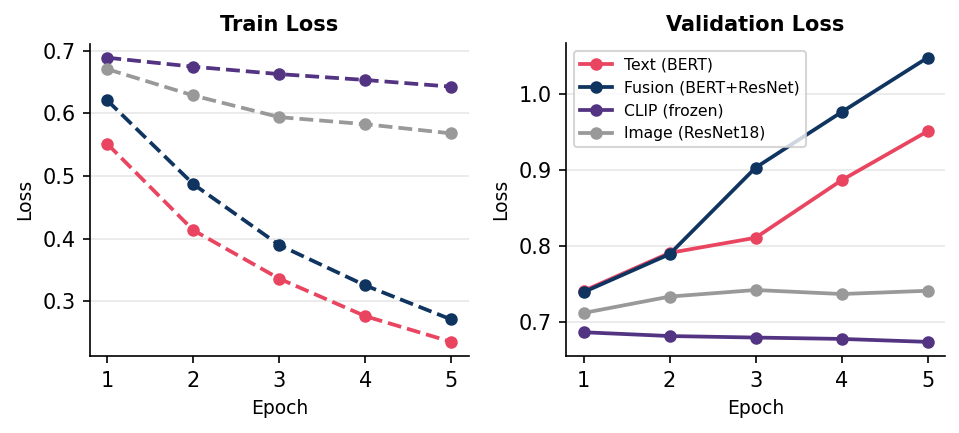 Train Loss
Loss
0.7
0.6
0.5
0.4
0.3
1 2 3 4 5
Epoch
Validation Loss
Loss
1.0
0.9
0.8
0.7
Text (BERT)
Fusion (BERT+ResNet)
CLIP (frozen)
Image (ResNet18)
1 2 3 4 5
Epoch